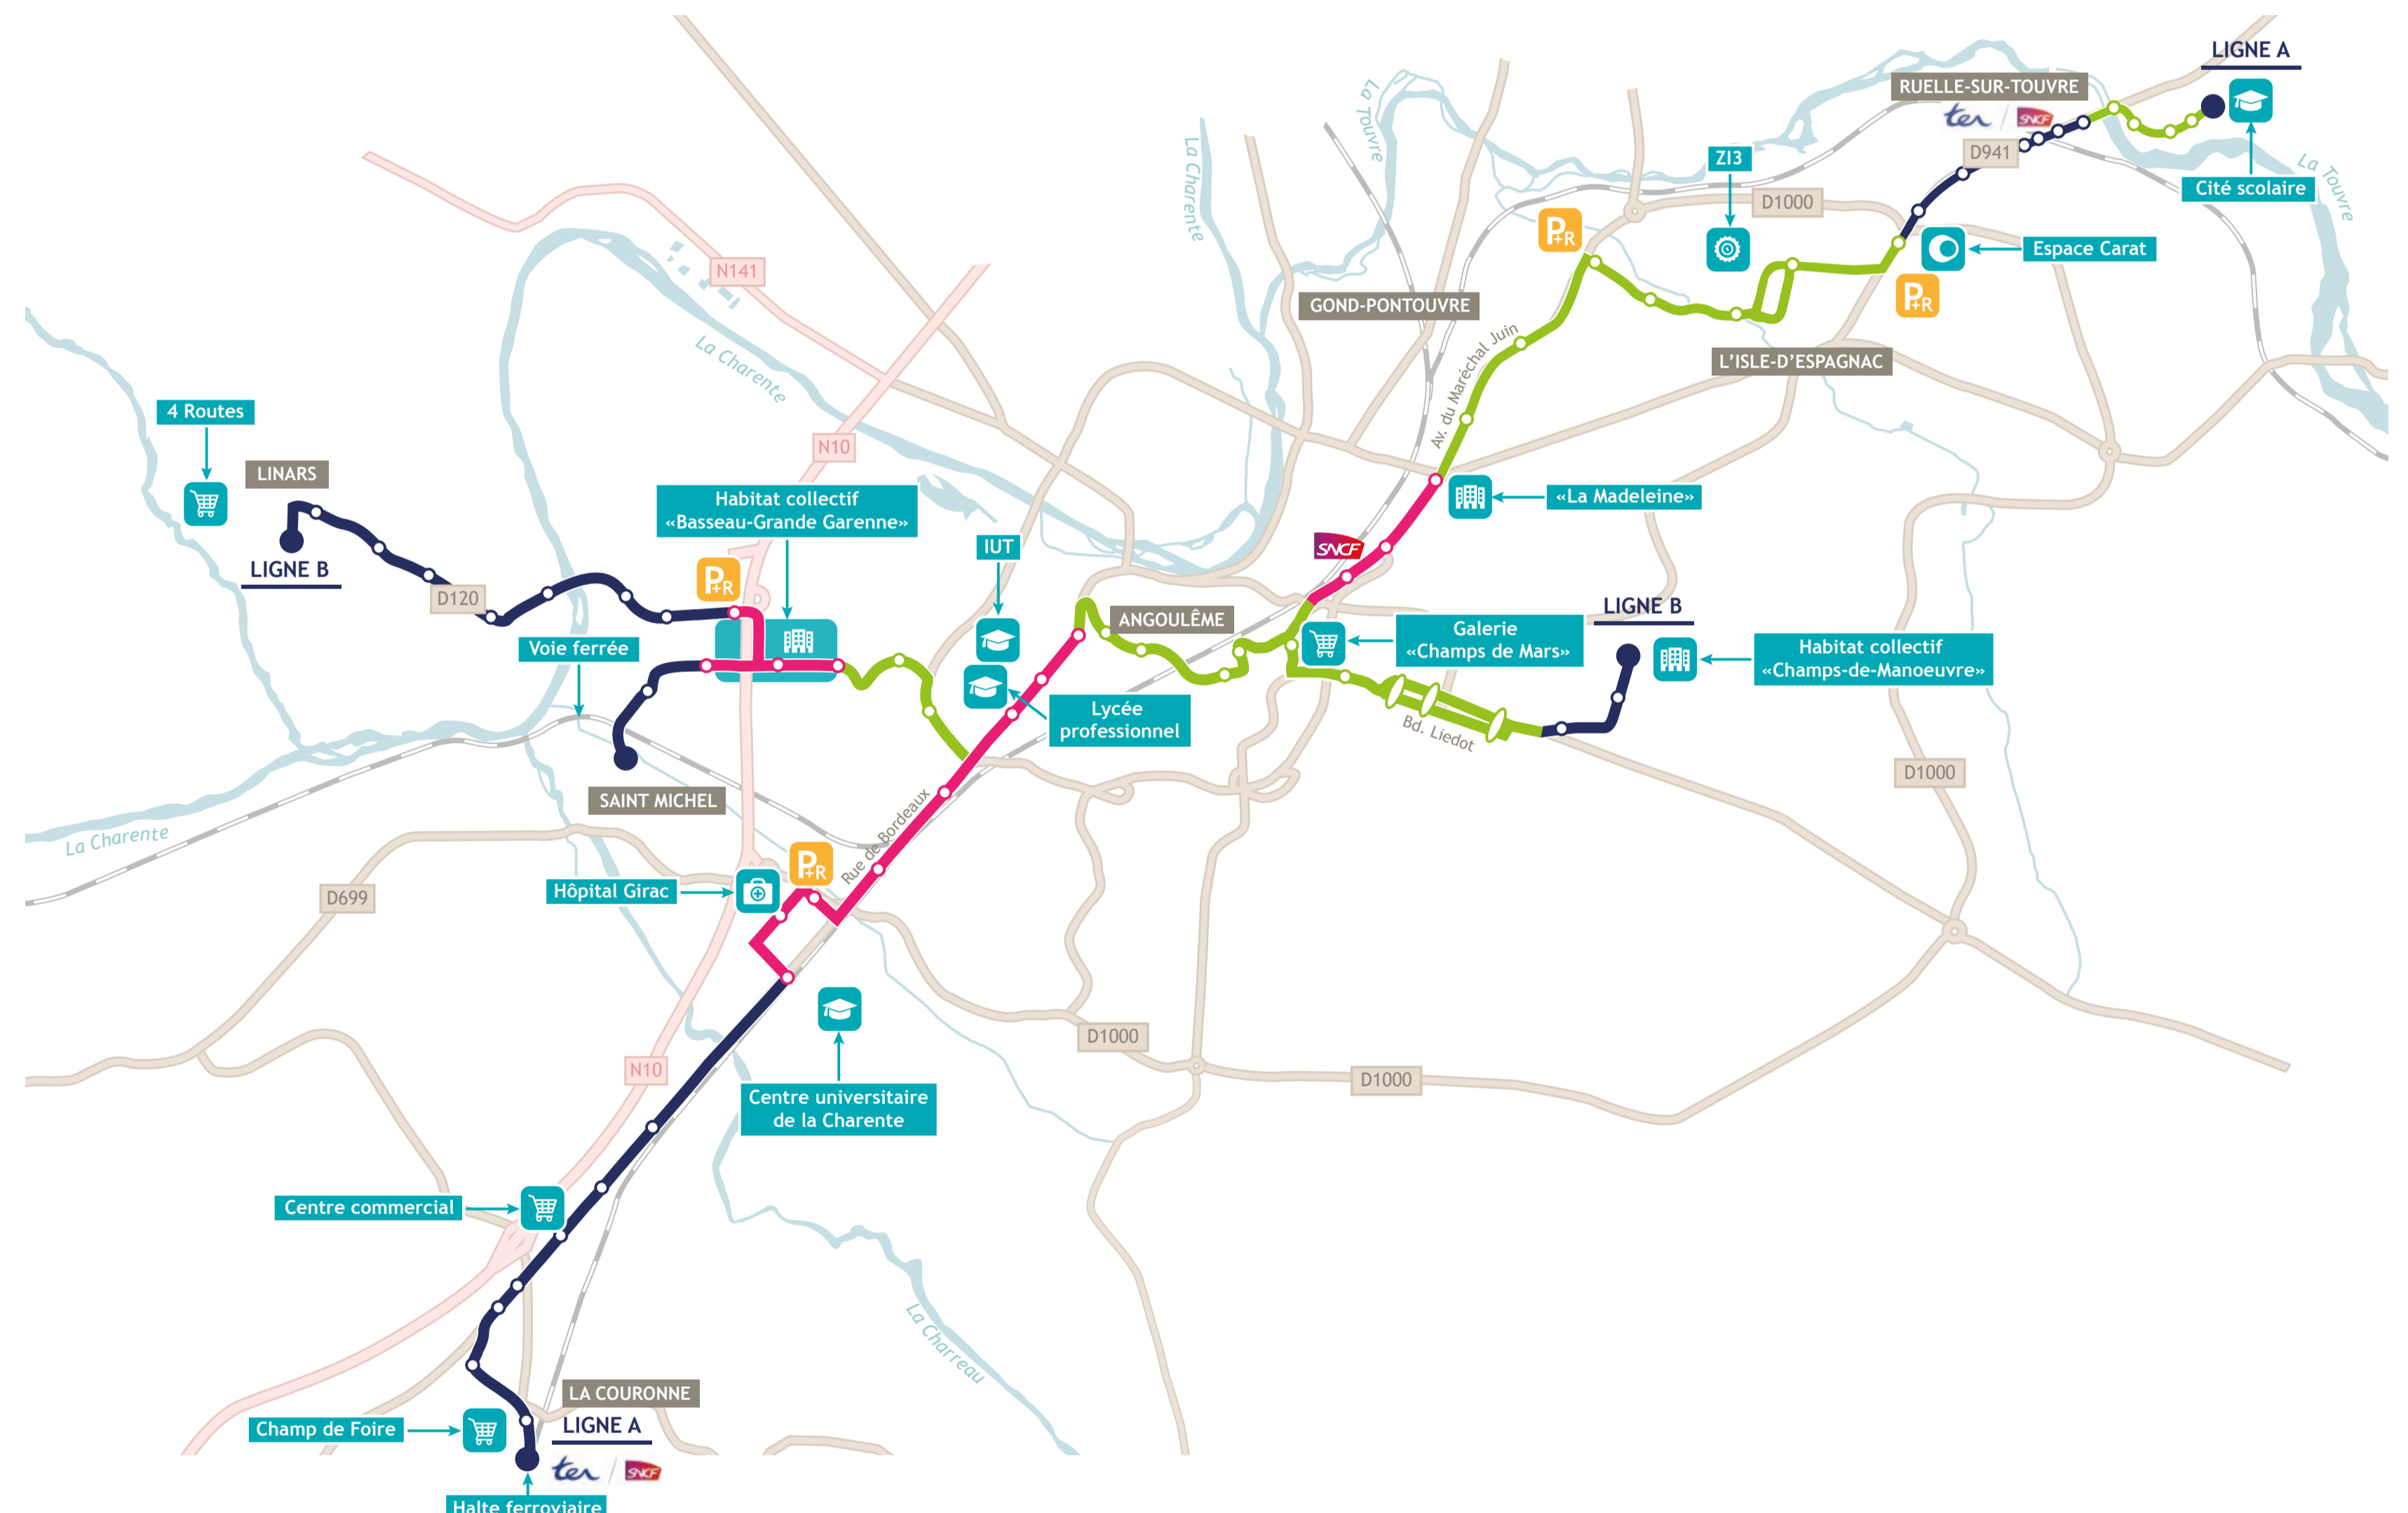 LIGNE A
RUELLE-SUR-TOUVRE
ter / SNCF
D941
Cité scolaire
La Touvre
La Touvre
La Charente
ZI3
D1000
P+R
Espace Carat
P+R
N141
GOND-PONTOUVRE
Av. du Maréchal Juin
L'ISLE-D'ESPAGNAC
La Charente
4 Routes
LINARS
N10
Habitat collectif
«Basseau-Grande Garenne»
«La Madeleine»
IUT
SNCF
LIGNE B
D120
P+R
ANGOULÊME
LIGNE B
Galerie
«Champs de Mars»
Habitat collectif
«Champs-de-Manoeuvre»
Voie ferrée
Lycée
professionnel
Bd. Liedot
D1000
SAINT MICHEL
La Charente
Rue de Bordeaux
P+R
Hôpital Girac
D699
D1000
N10
D1000
Centre universitaire
de la Charente
Centre commercial
La Charreau
LA COURONNE
Champ de Foire
LIGNE A
ter / SNCF
Halte ferroviaire